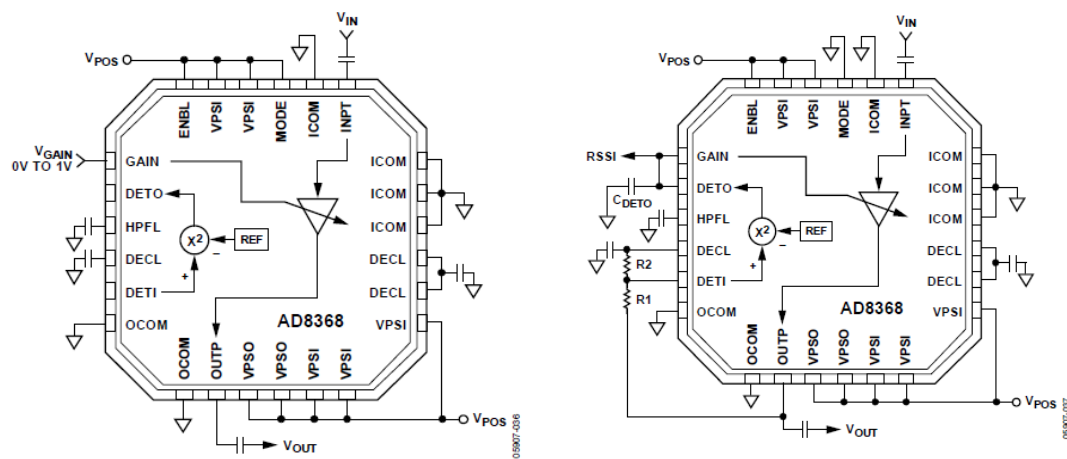 VIN
VPOS
ENBL
VPSI
VPSI
MODE
ICOM
INPT
VGAIN
0V TO 1V
GAIN
DETO
HPFL
DECL
DETI
OCOM
X2
REF
−
+
ICOM
ICOM
ICOM
DECL
DECL
VPSI
AD8368
OCOM
OUTP
VPSO
VPSO
VPSI
VPSI
VPOS
VOUT
05907-036
VIN
VPOS
ENBL
VPSI
VPSI
MODE
ICOM
INPT
RSSI
CDETO
R2
R1
GAIN
DETO
HPFL
DECL
DETI
OCOM
X2
REF
−
+
ICOM
ICOM
ICOM
DECL
DECL
VPSI
AD8368
OCOM
OUTP
VPSO
VPSO
VPSI
VPSI
VPOS
VOUT
05907-037